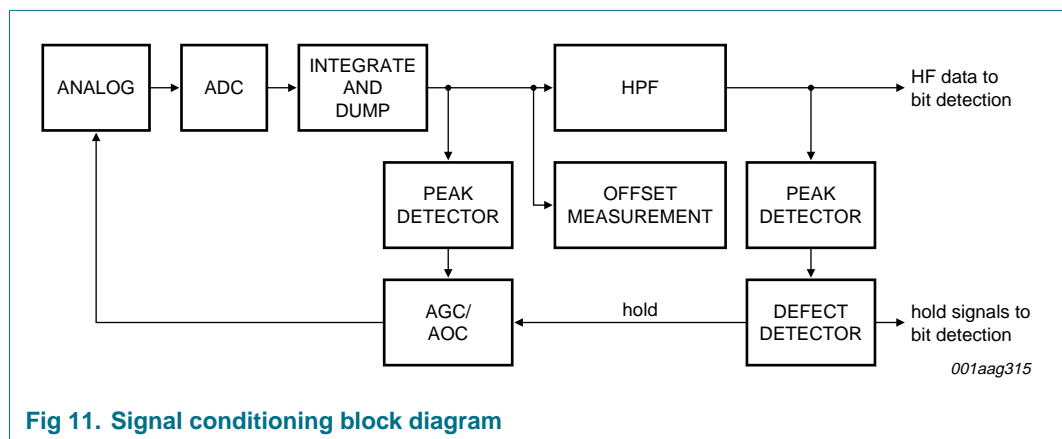 ANALOG
ADC
INTEGRATE
AND
DUMP
HPF
HF data to
bit detection
PEAK
DETECTOR
OFFSET
MEASUREMENT
PEAK
DETECTOR
AGC/
AOC
hold
DEFECT
DETECTOR
hold signals to
bit detection
001aag315
Fig 11. Signal conditioning block diagram